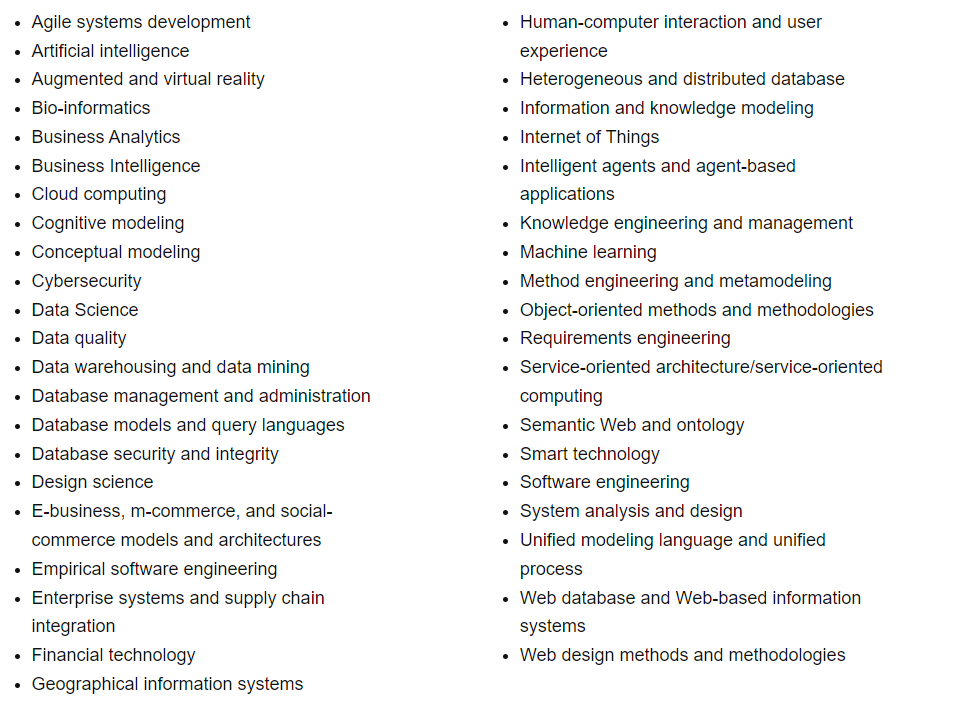 Agile systems development
Artificial intelligence
Augmented and virtual reality
Bio-informatics
Business Analytics
Business Intelligence
Cloud computing
Cognitive modeling
Conceptual modeling
Cybersecurity
Data Science
Data quality
Data warehousing and data mining
Database management and administration
Database models and query languages
Database security and integrity
Design science
E-business, m-commerce, and social-
commerce models and architectures
Empirical software engineering
Enterprise systems and supply chain
integration
Financial technology
Geographical information systems
Human-computer interaction and user
experience
Heterogeneous and distributed database
Information and knowledge modeling
Internet of Things
Intelligent agents and agent-based
applications
Knowledge engineering and management
Machine learning
Method engineering and metamodeling
Object-oriented methods and methodologies
Requirements engineering
Service-oriented architecture/service-oriented
computing
Semantic Web and ontology
Smart technology
Software engineering
System analysis and design
Unified modeling language and unified
process
Web database and Web-based information
systems
Web design methods and methodologies